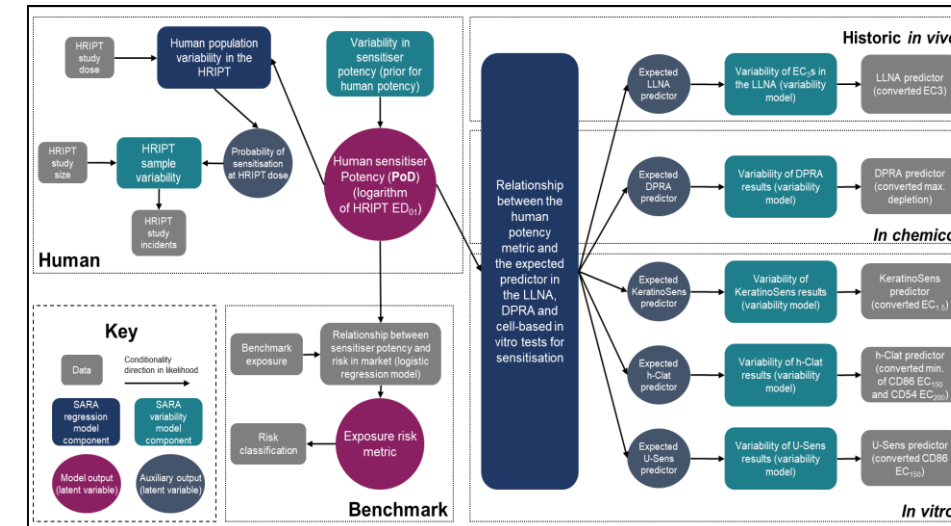 HRIPT
study
dose
Human population
variability in the
HRIPT
Variability in
sensitiser
potency (prior for
human potency)
HRIPT
study
size
HRIPT
sample
variability
Probability of
sensitisation
at HRIPT dose
Human sensitiser
Potency (PoD)
(logarithm
of HRIPT ED01)
HRIPT
study
incidents
Human
Key
Data
Conditionality
direction in likelihood
SARA
regression
model
component
SARA
variability
model
component
Model output
(latent variable)
Auxiliary output
(latent variable)
Benchmark
exposure
Relationship between
sensitiser potency and
risk in market (logistic
regression model)
Risk
classification
Exposure risk
metric
Benchmark
Relationship
between the
human
potency
metric and
the expected
predictor in
the LLNA,
DPRA and
cell-based in
vitro tests for
sensitisation
Historic in vivo
Expected
LLNA
predictor
Variability of EC3s in
the LLNA (variability
model)
LLNA predictor
(converted EC3)
Expected
DPRA
predictor
Variability of DPRA
results (variability
model)
DPRA predictor
(converted max.
depletion)
In chemico
Expected
KeratinoSens
predictor
Variability of
KeratinoSens results
(variability model)
KeratinoSens
predictor
(converted EC1.5)
Expected
h-Clat
predictor
Variability of h-Clat
results (variability
model)
h-Clat predictor
(converted min.
of CD86 EC150
and CD54 EC200)
Expected
U-Sens
predictor
Variability of U-Sens
results (variability
model)
U-Sens predictor
(converted CD86
EC150)
In vitro